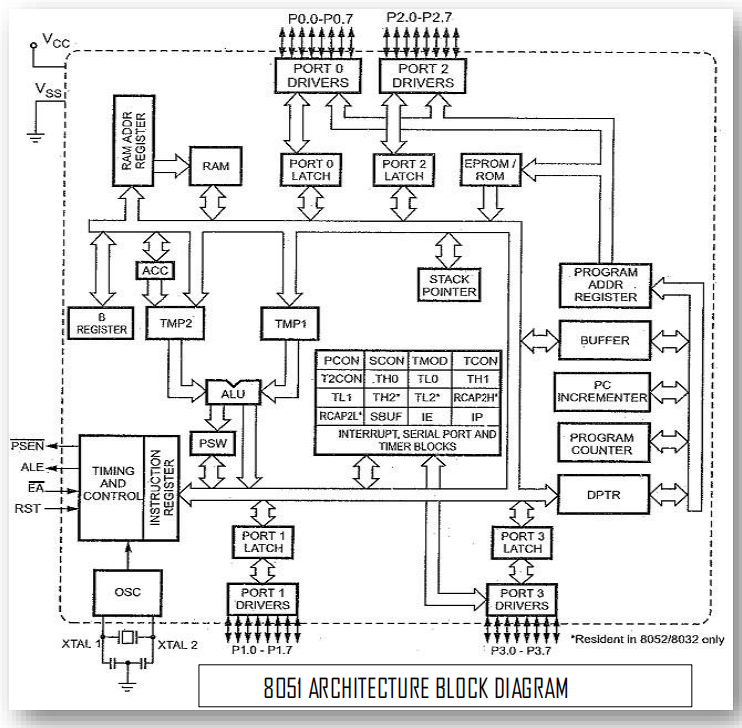 P0.0-P0.7
P2.0-P2.7
VCC
VSS
PORT 0
DRIVERS
PORT 2
DRIVERS
RAM ADDR
REGISTER
RAM
PORT 0
LATCH
PORT 2
LATCH
EPROM /
ROM
ACC
STACK
POINTER
PROGRAM
ADDR
REGISTER
B
REGISTER
TMP2
TMP1
BUFFER
PCON SCON TMOD TCON
T2CON TH0 TL0 TH1
TL1 TH2* TL2* RCAP2H*
RCAP2L* SBUF IE IP
INTERRUPT, SERIAL PORT AND
TIMER BLOCKS
ALU
PC
INCREMENTER
PSW
PROGRAM
COUNTER
PSEN
ALE
EA
RST
TIMING
AND
CONTROL
INSTRUCTION
REGISTER
DPTR
PORT 1
LATCH
PORT 3
LATCH
OSC
PORT 1
DRIVERS
PORT 3
DRIVERS
XTAL 1
XTAL 2
P1.0 - P1.7
P3.0 - P3.7
*Resident in 8052/8032 only
8051 ARCHITECTURE BLOCK DIAGRAM